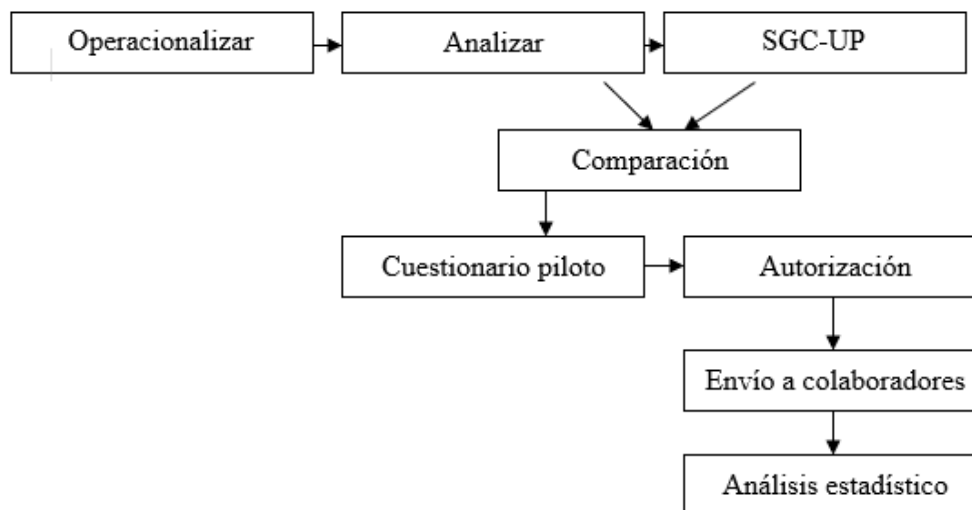 Operacionalizar
Analizar
SGC-UP
Comparación
Cuestionario piloto
Autorización
Envío a colaboradores
Análisis estadístico